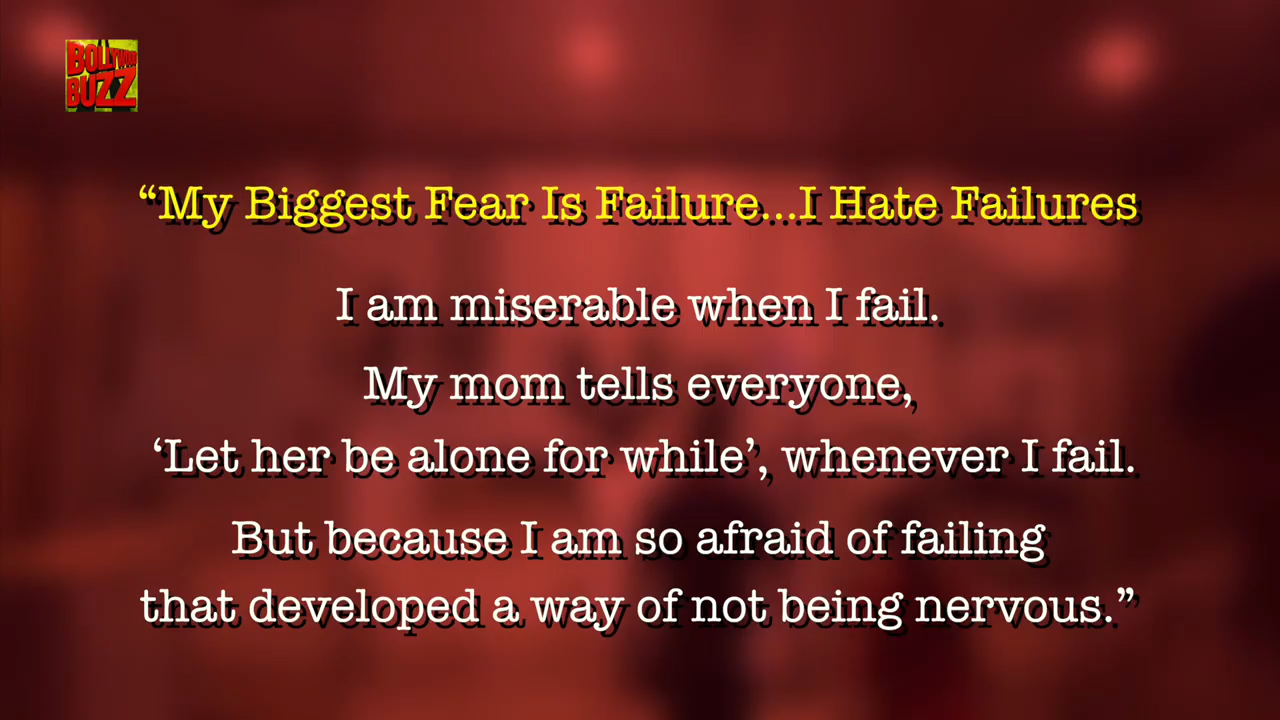 BOLLYWOOD
BUZZ
“My Biggest Fear Is Failure...I Hate Failures
I am miserable when I fail.
My mom tells everyone,
‘Let her be alone for while’, whenever I fail.
But because I am so afraid of failing
that developed a way of not being nervous.”